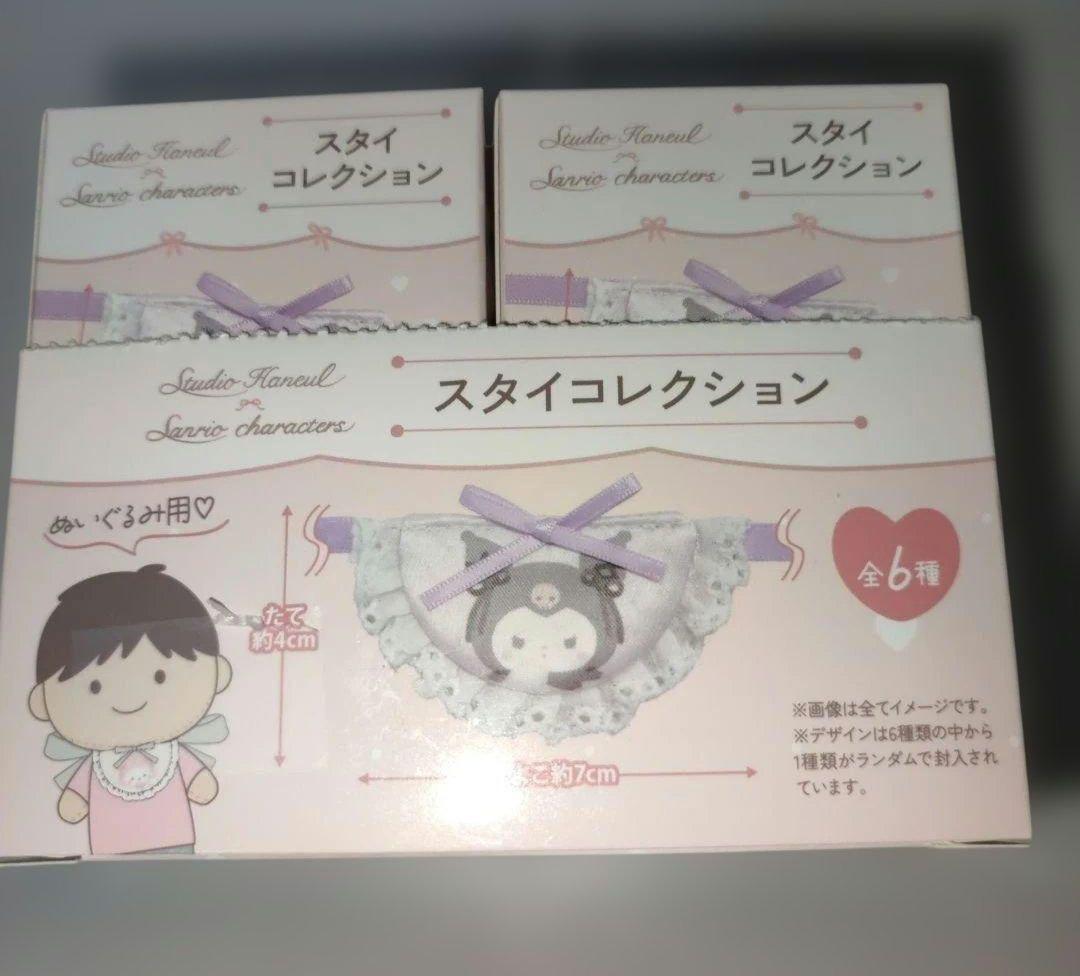 Studio Haneul
Sanrio characters
スタイ
コレクション
Studio Haneul
Sanrio characters
スタイ
コレクション
Studio Haneul
Sanrio characters
スタイコレクション
ぬいぐるみ用♡
たて
約4cm
全6種
こ約7cm
※画像は全てイメージです。
※デザインは6種類の中から
1種類がランダムで封入され
ています。